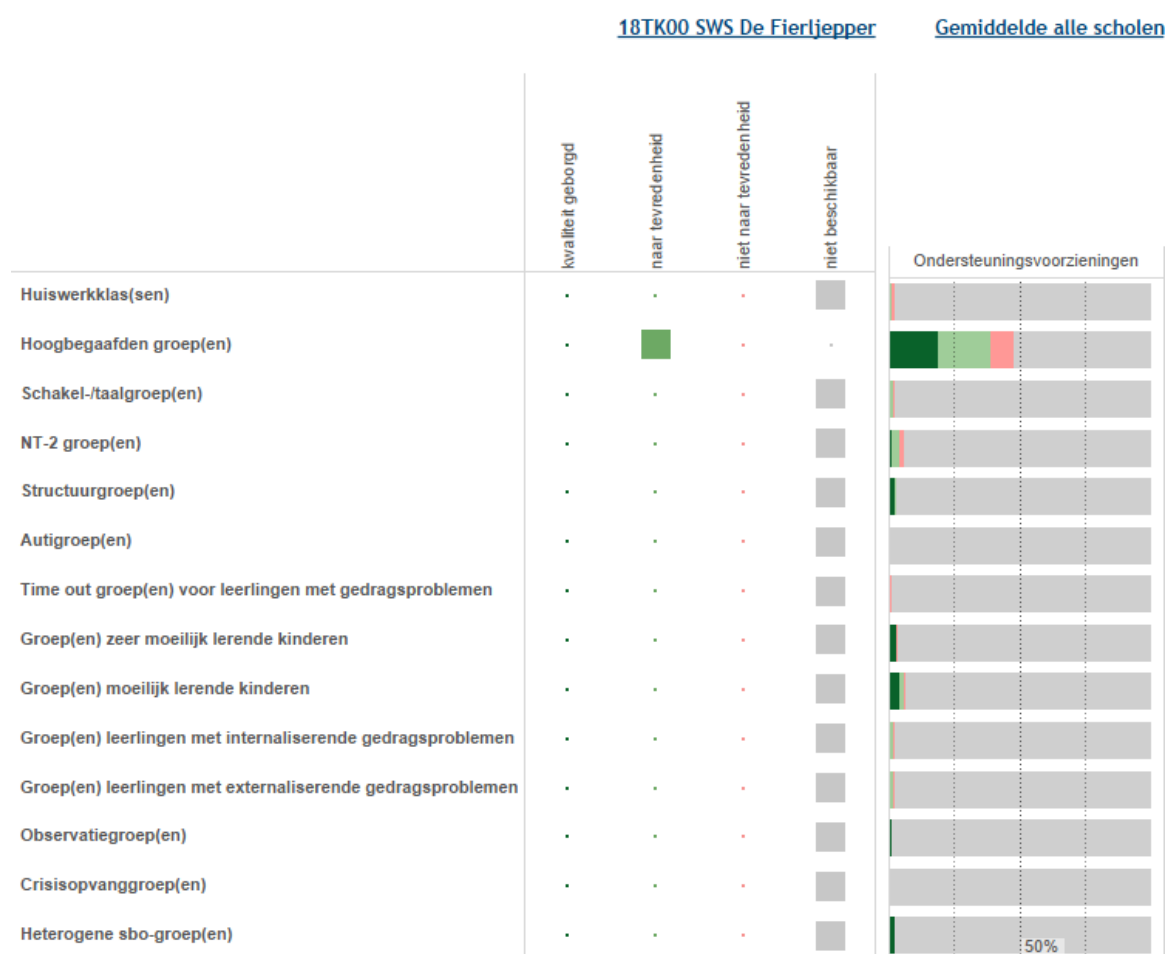 18TK00 SWS De Fierljepper
Gemiddelde alle scholen
kwaliteit geborgd
naar tevredenheid
niet naar tevredenheid
niet beschikbaar
Ondersteuningsvoorzieningen
Huiswerkklas(sen)
Hoogbegaafden groep(en)
Schakel-/taalgroep(en)
NT-2 groep(en)
Structuurgroep(en)
Autigroep(en)
Time out groep(en) voor leerlingen met gedragsproblemen
Groep(en) zeer moeilijk lerende kinderen
Groep(en) moeilijk lerende kinderen
Groep(en) leerlingen met internaliserende gedragsproblemen
Groep(en) leerlingen met externaliserende gedragsproblemen
Observatiegroep(en)
Crisisopvanggroep(en)
Heterogene sbo-groep(en)
50%